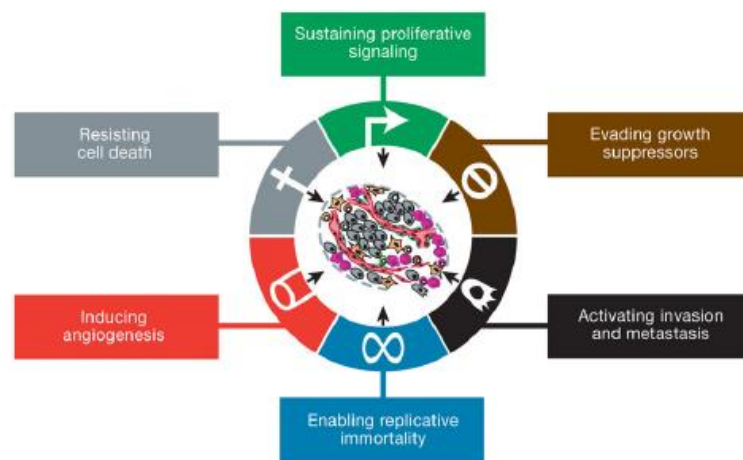 Sustaining proliferative
signaling
Resisting
cell death
Evading growth
suppressors
Inducing
angiogenesis
Activating invasion
and metastasis
Enabling replicative
immortality